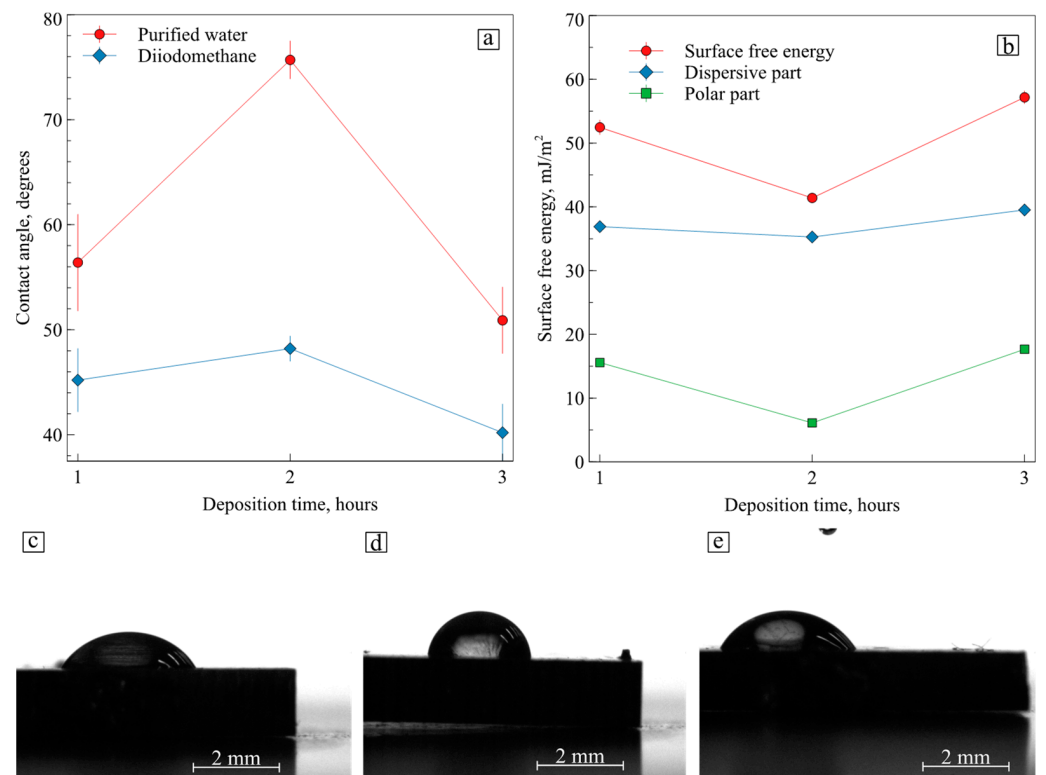 80
70
60
50
40
Contact angle, degrees
Purified water
Diiodomethane
a
1
2
3
Deposition time, hours
80
70
60
50
40
30
20
10
0
Surface free energy, mJ/m²
Surface free energy
Dispersive part
Polar part
b
1
2
3
Deposition time, hours
c
2 mm
d
2 mm
e
2 mm